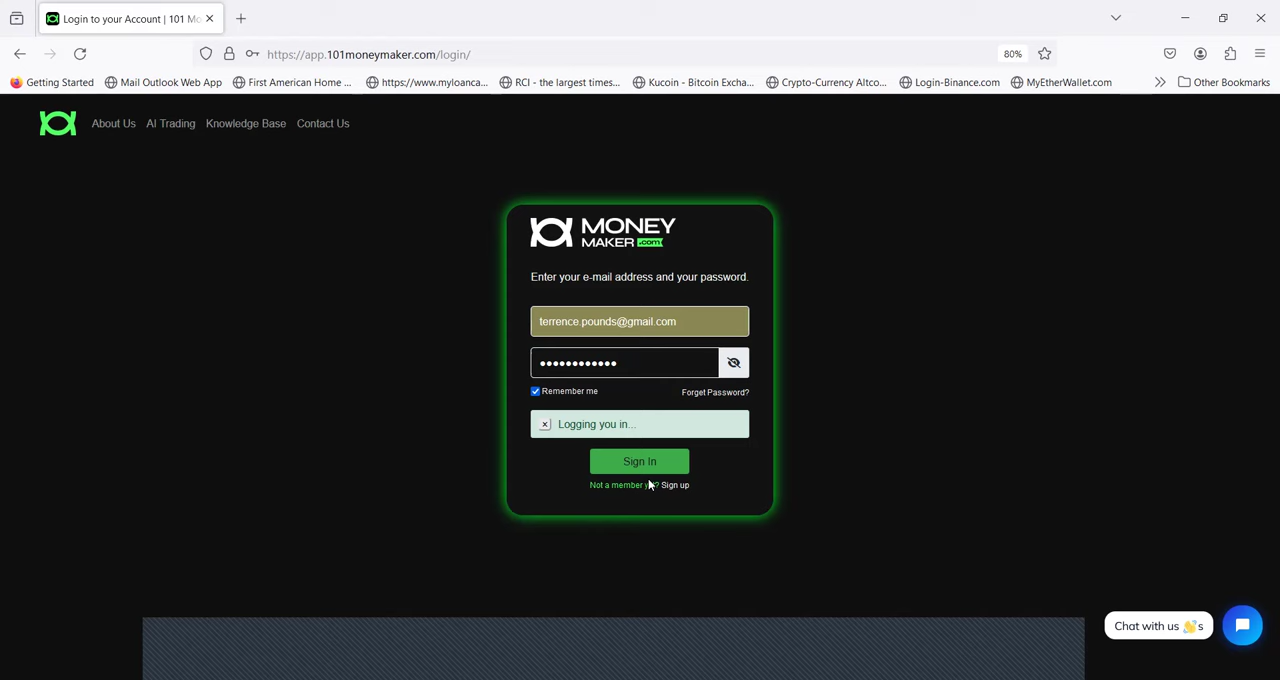 Login to your Account | 101 Mo
https://app.101moneymaker.com/login/
80%
Getting Started
Mail Outlook Web App
First American Home ...
https://www.myloanca...
RCI - the largest times...
Kucoin - Bitcoin Excha...
Crypto-Currency Altco...
Login-Binance.com
MyEtherWallet.com
Other Bookmarks
About Us
AI Trading
Knowledge Base
Contact Us
MONEY
MAKER .com
Enter your e-mail address and your password.
terrence.pounds@gmail.com
Remember me
Forget Password?
x Logging you in...
Sign In
Not a member y ? Sign up
Chat with us 👋s